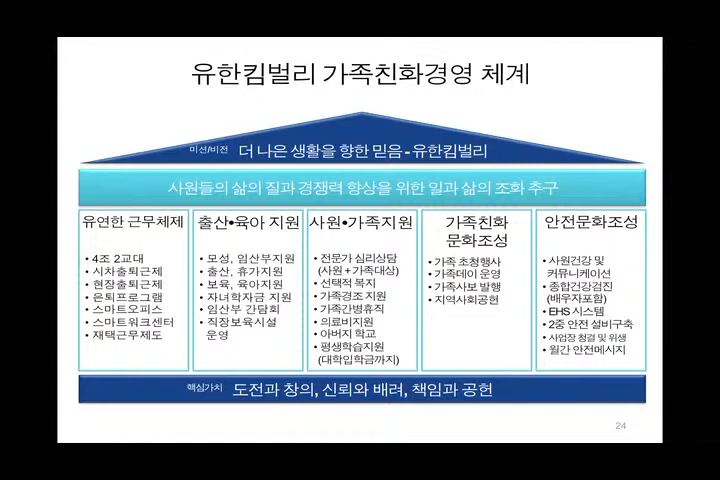 유한킴벌리 가족친화경영 체계
미션/비전 더 나은 생활을 향한 믿음 - 유한킴벌리
사원들의 삶의 질과 경쟁력 향상을 위한 일과 삶의 조화 추구
유연한 근무체제
• 4조 2교대
• 시차출퇴근제
• 현장출퇴근제
• 은퇴프로그램
• 스마트오피스
• 스마트워크센터
• 재택근무제도
출산•육아 지원
• 모성, 임산부지원
• 출산, 휴가지원
• 보육, 육아지원
• 자녀학자금 지원
• 임산부 간담회
• 직장보육시설
운영
사원•가족지원
• 전문가 심리상담
(사원+가족대상)
• 선택적 복지
• 가족경조 지원
• 가족간병휴직
• 의료비지원
• 아버지 학교
• 평생학습지원
(대학입학금까지)
가족친화
문화조성
• 가족 초청행사
• 가족데이 운영
• 가족사보 발행
• 지역사회공헌
안전문화조성
• 사원건강 및
커뮤니케이션
• 종합건강검진
(배우자포함)
• EHS 시스템
• 2중 안전 설비구축
• 사업장 청결 및 위생
• 월간 안전메시지
핵심가치 도전과 창의, 신뢰와 배려, 책임과 공헌
24